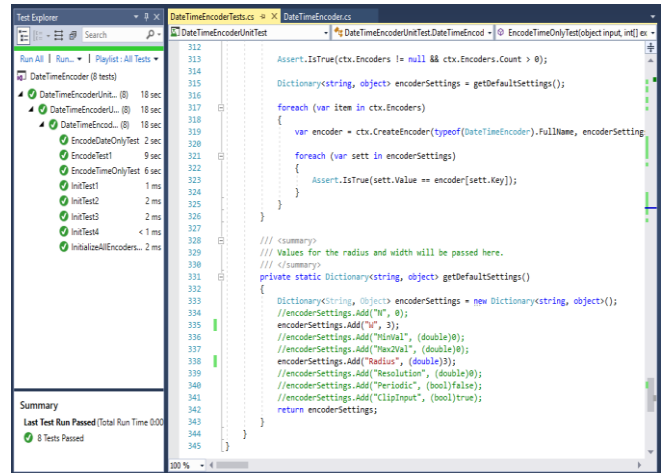 Test Explorer
Search
Run All | Run... | Playlist : All Tests
DateTimeEncoder (8 tests)
DateTimeEncoderUnit... (8) 18 sec
DateTimeEncoderU... (8) 18 sec
DateTimeEncod... (8) 18 sec
EncodeDateOnlyTest 2 sec
EncodeTest1 9 sec
EncodeTimeOnlyTest 6 sec
InitTest1 1 ms
InitTest2 2 ms
InitTest3 2 ms
InitTest4 < 1 ms
InitializeAllEncoders... 2 ms
Summary
Last Test Run Passed (Total Run Time 0:00
8 Tests Passed
DateTimeEncoderTests.cs DateTimeEncoder.cs
DateTimeEncoderUnitTest DateTimeEncoderUnitTest.DateTimeEncod EncodeTimeOnlyTest(object input, int[] ex
312
313 Assert.IsTrue(ctx.Encoders != null && ctx.Encoders.Count > 0);
314
315 Dictionary<string, object> encoderSettings = getDefaultSettings();
316
317 foreach (var item in ctx.Encoders)
318 {
319 var encoder = ctx.CreateEncoder(typeof(DateTimeEncoder).FullName, encoderSetting
320
321 foreach (var sett in encoderSettings)
322 {
323 Assert.IsTrue(sett.Value == encoder[sett.Key]);
324 }
325 }
326 }
327
328 /// <summary>
329 /// Values for the radius and width will be passed here.
330 /// </summary>
331 private static Dictionary<string, object> getDefaultSettings()
332 {
333 Dictionary<String, Object> encoderSettings = new Dictionary<string, object>();
334 //encoderSettings.Add("N", 0);
335 encoderSettings.Add("W", 3);
336 //encoderSettings.Add("MinVal", (double)0);
337 //encoderSettings.Add("Max2Val", (double)0);
338 encoderSettings.Add("Radius", (double)3);
339 //encoderSettings.Add("Resolution", (double)0);
340 //encoderSettings.Add("Periodic", (bool)false);
341 //encoderSettings.Add("ClipInput", (bool)true);
342 return encoderSettings;
343 }
344 }
345 }
100 %